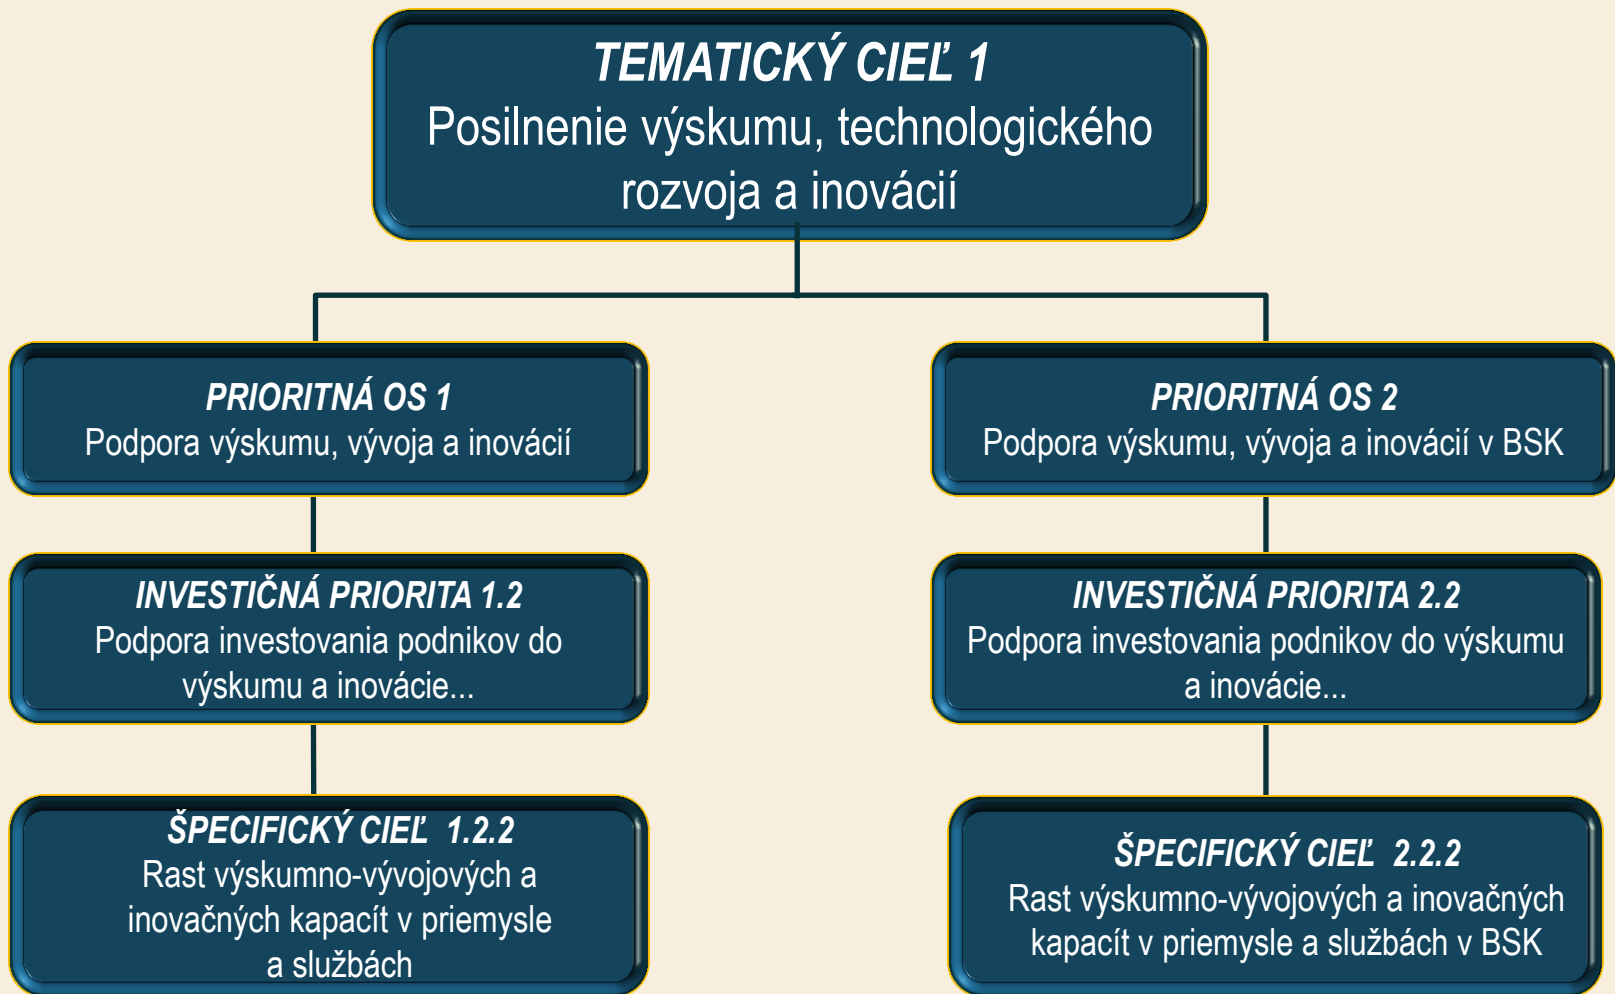 TEMATICKÝ CIEĽ 1
Posilnenie výskumu, technologického
rozvoja a inovácií
PRIORITNÁ OS 1
Podpora výskumu, vývoja a inovácií
PRIORITNÁ OS 2
Podpora výskumu, vývoja a inovácií v BSK
INVESTIČNÁ PRIORITA 1.2
Podpora investovania podnikov do
výskumu a inovácie...
INVESTIČNÁ PRIORITA 2.2
Podpora investovania podnikov do výskumu
a inovácie...
ŠPECIFICKÝ CIEĽ 1.2.2
Rast výskumno-vývojových a
inovačných kapacít v priemysle
a službách
ŠPECIFICKÝ CIEĽ 2.2.2
Rast výskumno-vývojových a inovačných
kapacít v priemysle a službách v BSK